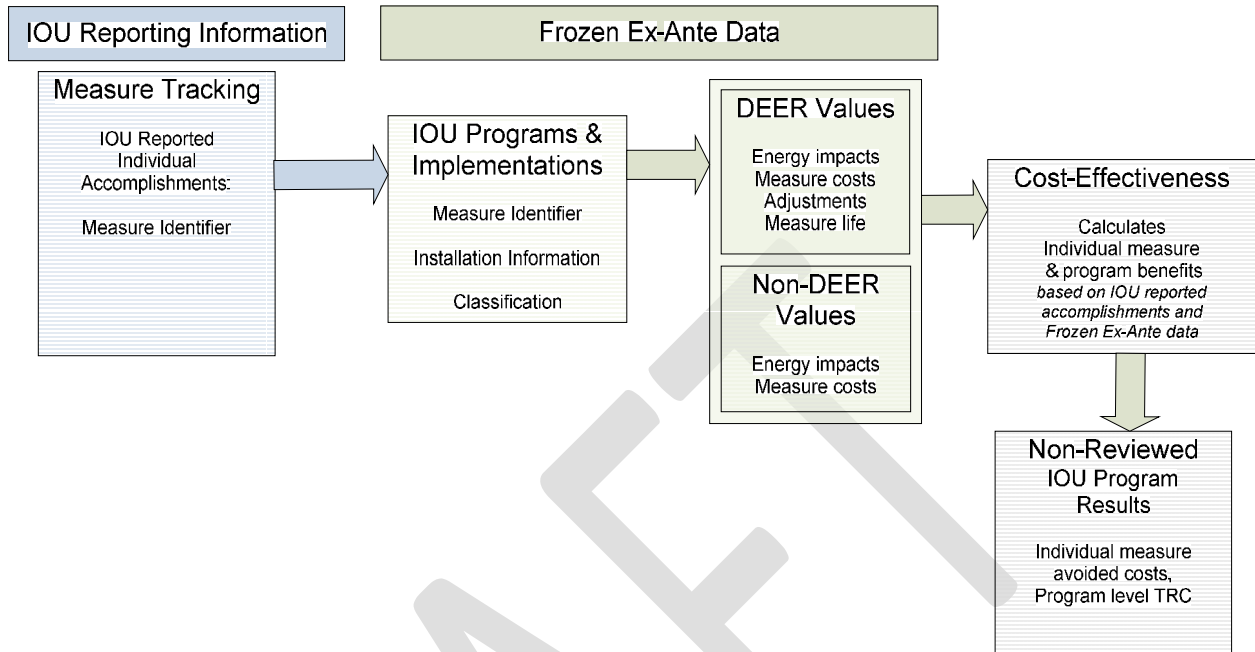 IOU Reporting Information
Frozen Ex-Ante Data
Measure Tracking
IOU Reported
Individual
Accomplishments:
Measure Identifier
IOU Programs &
Implementations
Measure Identifier
Installation Information
Classification
DEER Values
Energy impacts
Measure costs
Adjustments
Measure life
Non-DEER
Values
Energy impacts
Measure costs
Cost-Effectiveness
Calculates
Individual measure
& program benefits
based on IOU reported
accomplishments and
Frozen Ex-Ante data
Non-Reviewed
IOU Program
Results
Individual measure
avoided costs,
Program level TRC
AFT